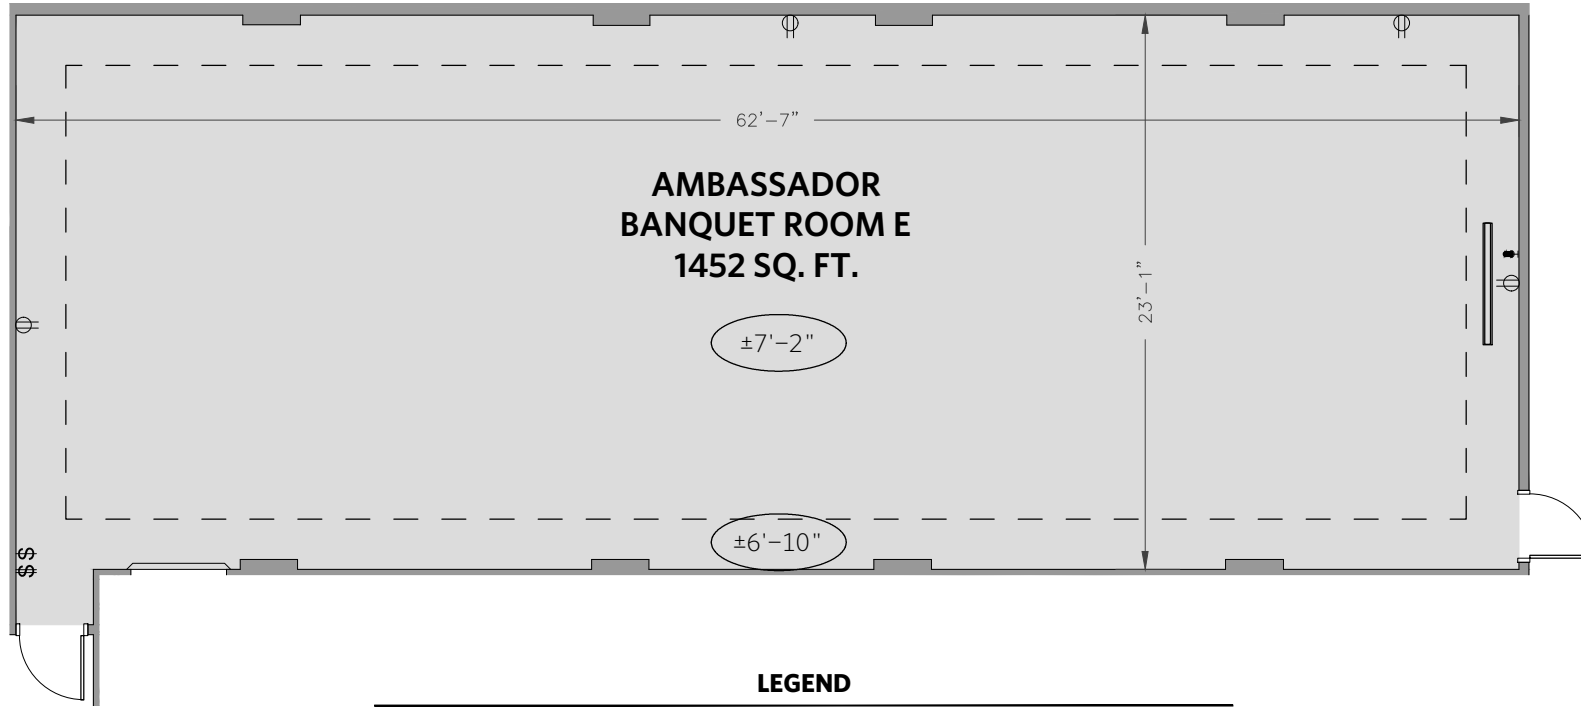 62'-7"
AMBASSADOR
BANQUET ROOM E
1452 SQ. FT.
23'-1"
±7'-2"
±6'-10"
$
$
LEGEND